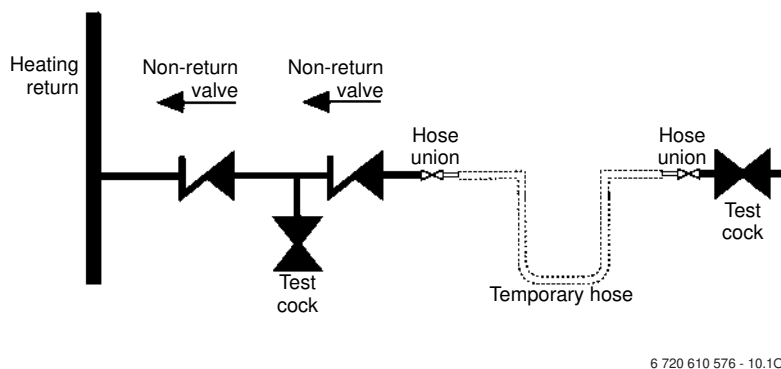 Heating
return
Non-return
valve
Non-return
valve
Hose
union
Hose
union
Test
cock
Test
cock
Temporary hose
6 720 610 576 - 10.1O